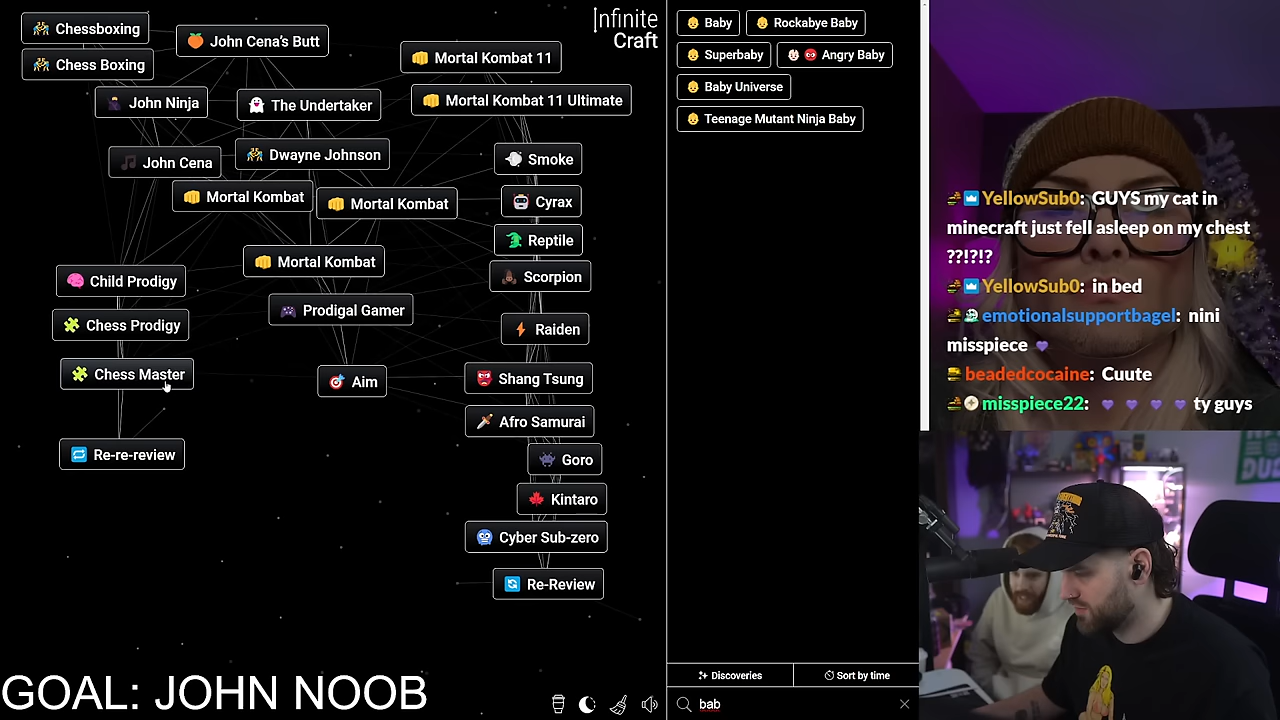 Chessboxing
Chess Boxing
John Cena's Butt
Mortal Kombat 11
Mortal Kombat 11 Ultimate
John Ninja
The Undertaker
John Cena
Dwayne Johnson
Mortal Kombat
Mortal Kombat
Mortal Kombat
Smoke
Cyrax
Reptile
Scorpion
Raiden
Shang Tsung
Afro Samurai
Goro
Kintaro
Cyber Sub-zero
Re-Review
Child Prodigy
Chess Prodigy
Chess Master
Re-re-review
Prodigal Gamer
Aim
Infinite
Craft
GOAL: JOHN NOOB
Baby
Rockabye Baby
Superbaby
Angry Baby
Baby Universe
Teenage Mutant Ninja Baby
Discoveries
Sort by time
bab
YellowSub0: GUYS my cat in
minecraft just fell asleep on my chest
??!?!?
YellowSub0: in bed
emotionalsupportbagel: nini
misspiece
beadedcocaine: Cuute
misspiece22: ty guys